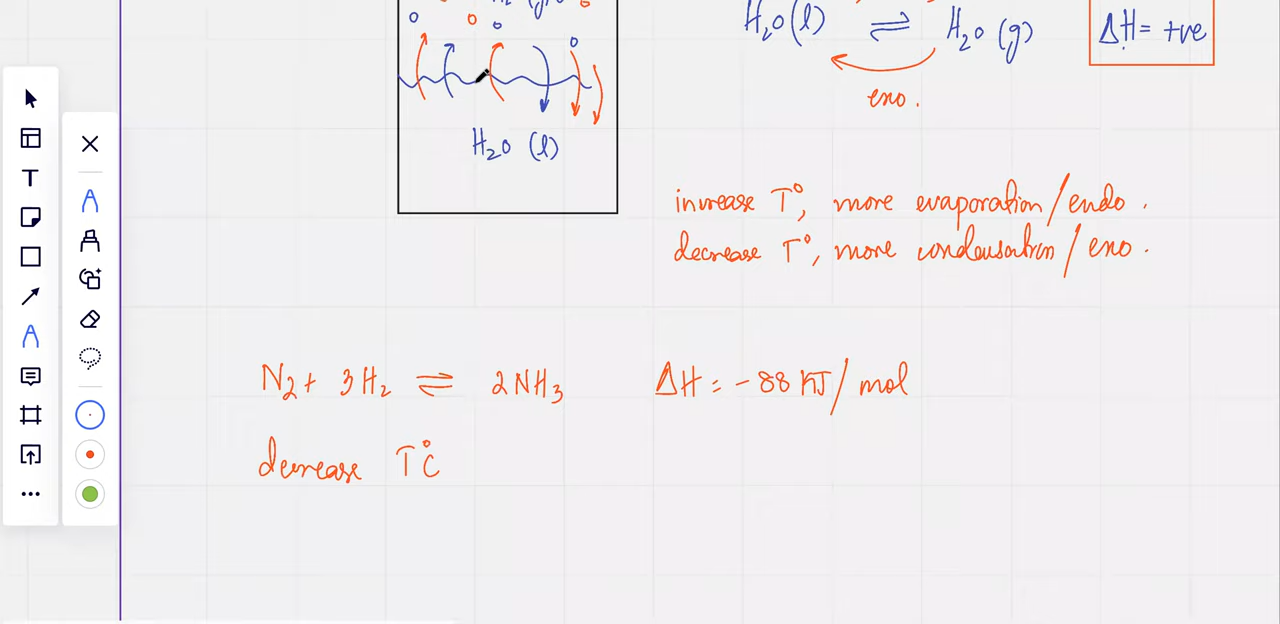 H₂O(l) ⇌ H₂O (g) ΔH = +ve
exo.
H₂O (l)
increase T°, more evaporation/endo.
decrease T°, more condensation/exo.
N₂ + 3H₂ ⇌ 2NH₃ ΔH = -88 KJ/mol
decrease T°C